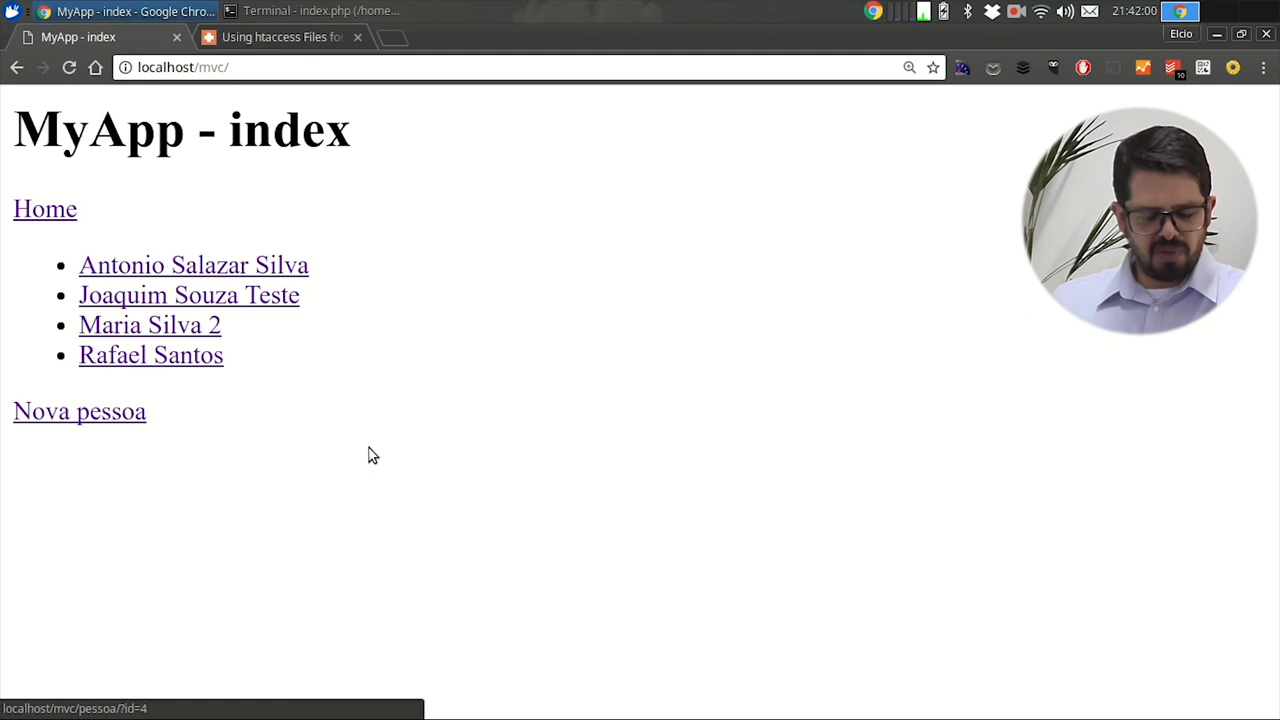 MyApp - index - Google Chro...
Terminal - index.php (/home...
21:42:00
MyApp - index
Using htaccess Files for
Elcio
localhost/mvc/
10
MyApp - index
Home
Antonio Salazar Silva
Joaquim Souza Teste
Maria Silva 2
Rafael Santos
Nova pessoa
localhost/mvc/pessoa/?id=4